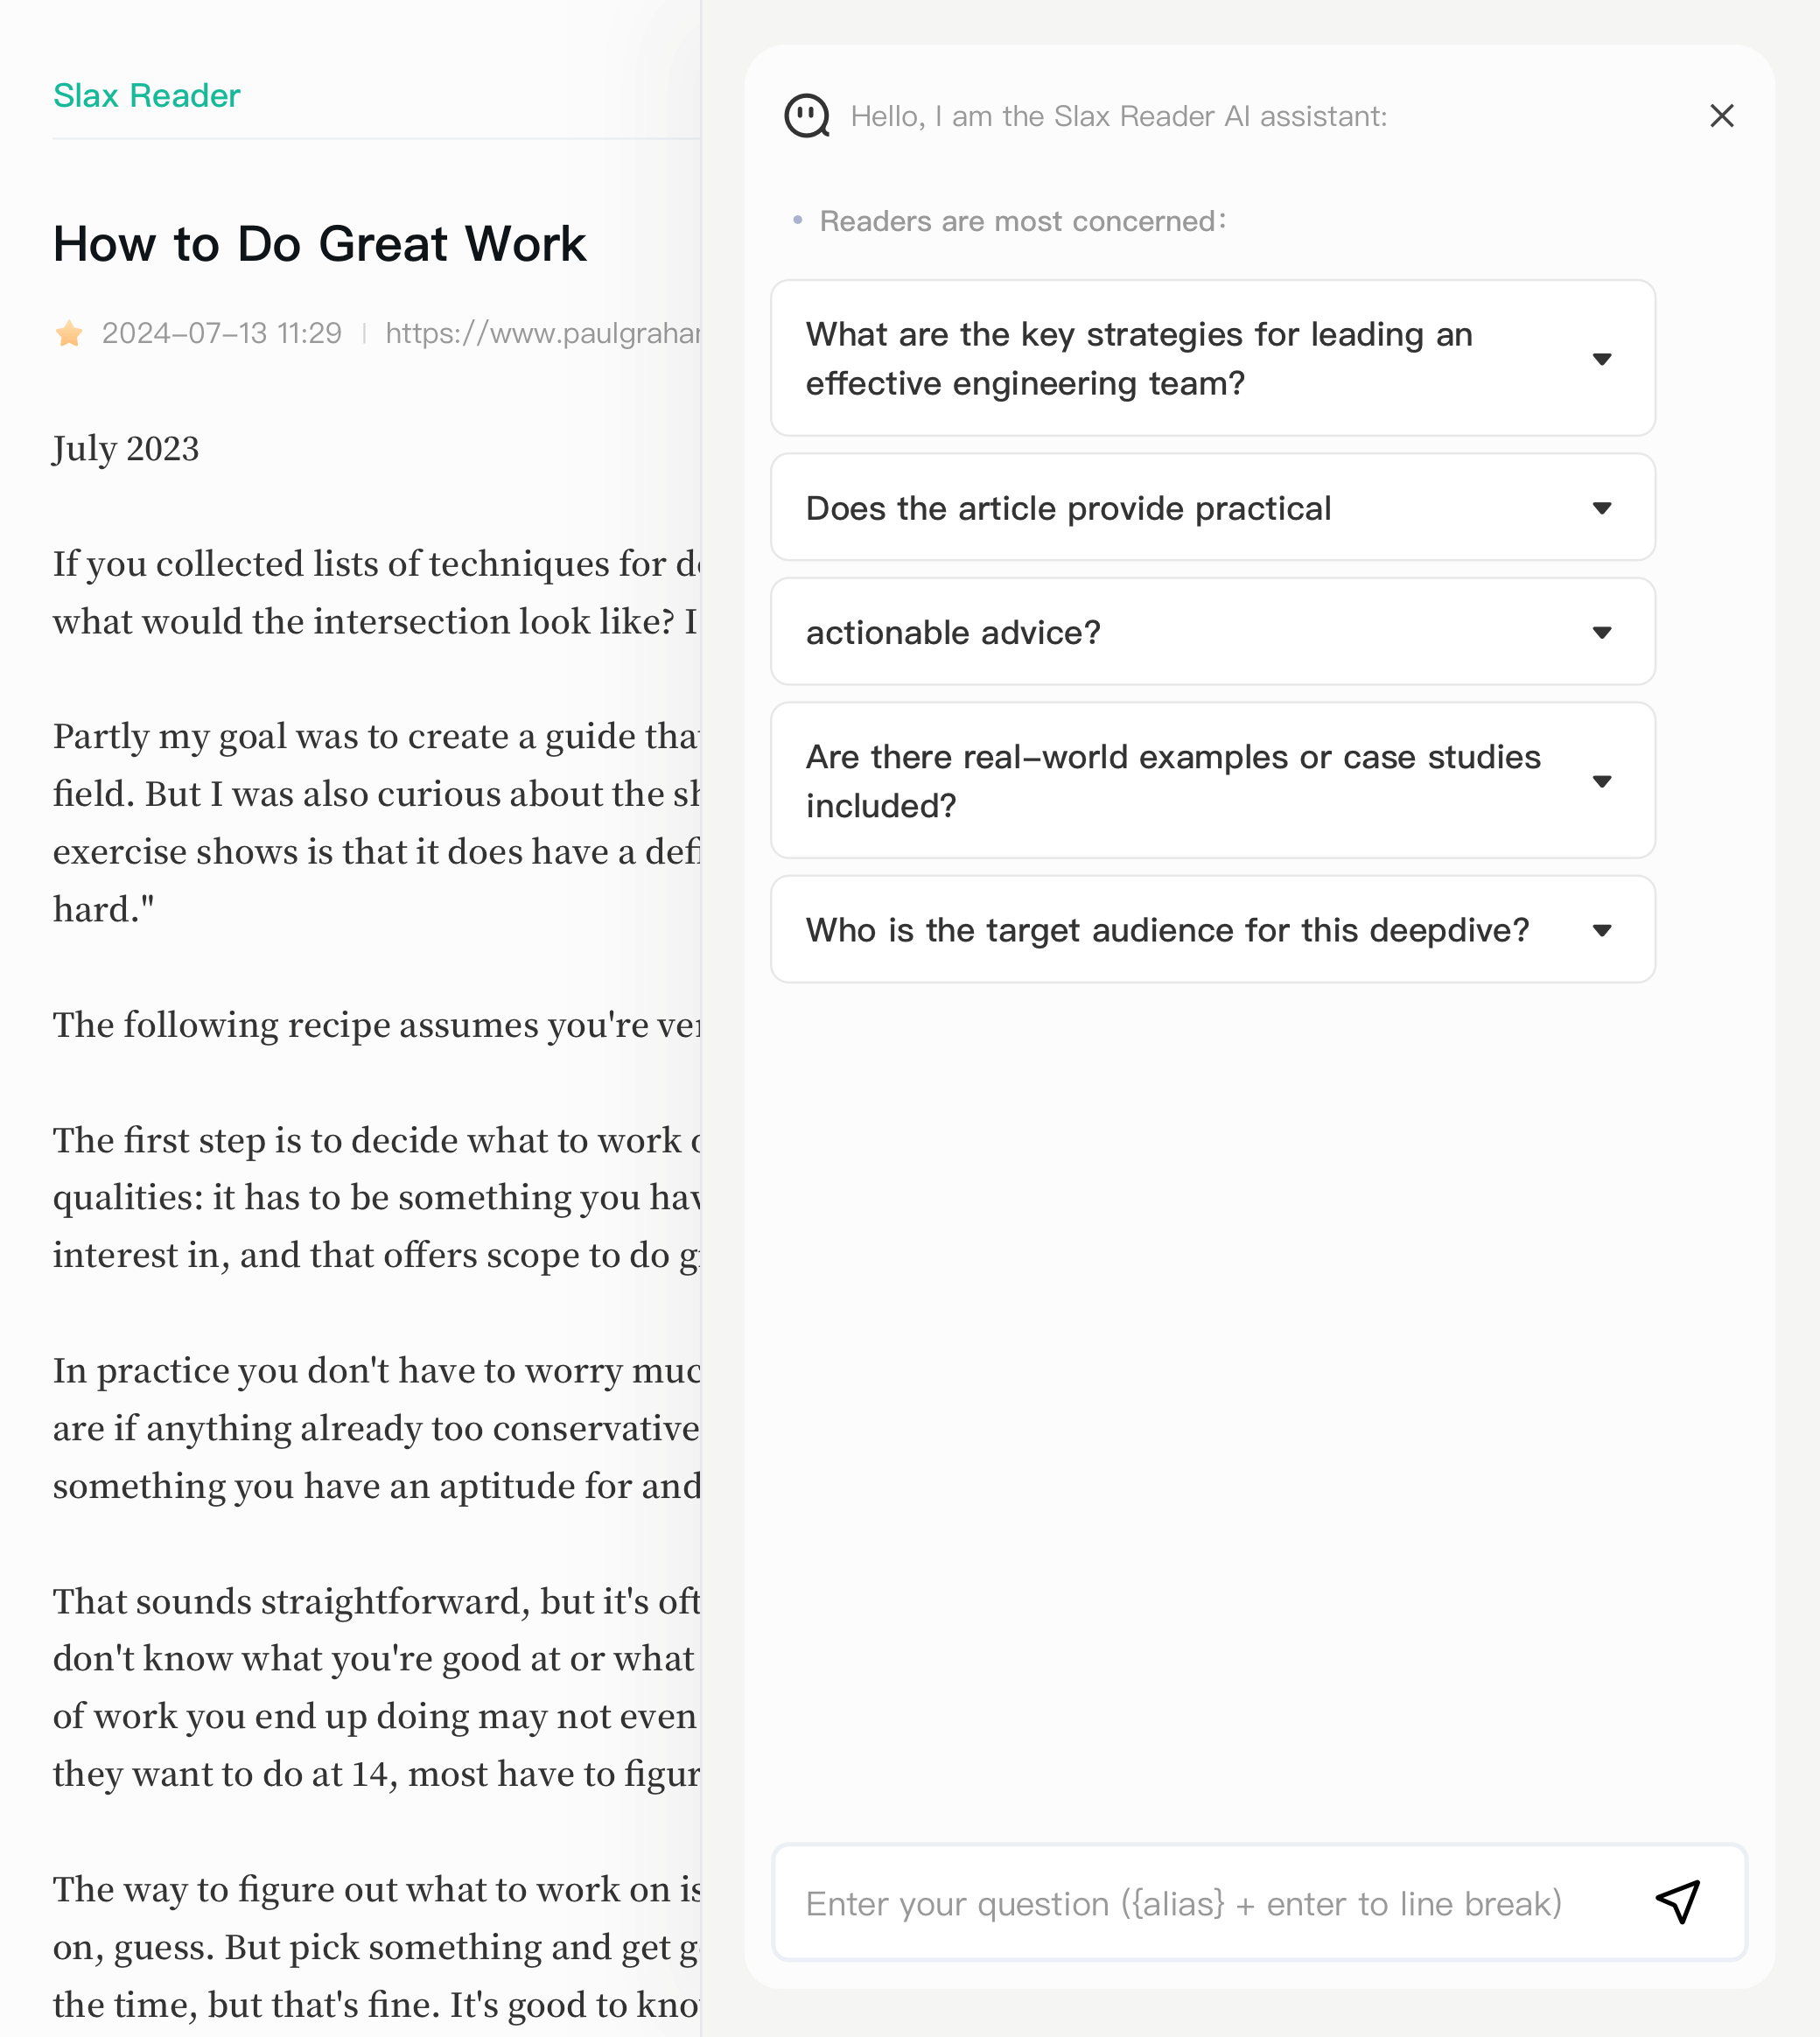 Slax Reader
How to Do Great Work
2024-07-13 11:29 | https://www.paulgraha
July 2023
If you collected lists of techniques for
what would the intersection look like? I
Partly my goal was to create a guide
field. But I was also curious about the
exercise shows is that it does have a
hard."
The following recipe assumes you're
The first step is to decide what to work
qualities: it has to be something you
interest in, and that offers scope to do
In practice you don't have to worry
are if anything already too conservative
something you have an aptitude for and
That sounds straightforward, but it's
don't know what you're good at or what
of work you end up doing may not even
they want to do at 14, most have to
The way to figure out what to work on is
on, guess. But pick something and get
the time, but that's fine. It's good to
Hello, I am the Slax Reader AI assistant:
• Readers are most concerned:
What are the key strategies for leading an
effective engineering team?
Does the article provide practical
actionable advice?
Are there real-world examples or case studies
included?
Who is the target audience for this deepdive?
Enter your question ({alias} + enter to line break)